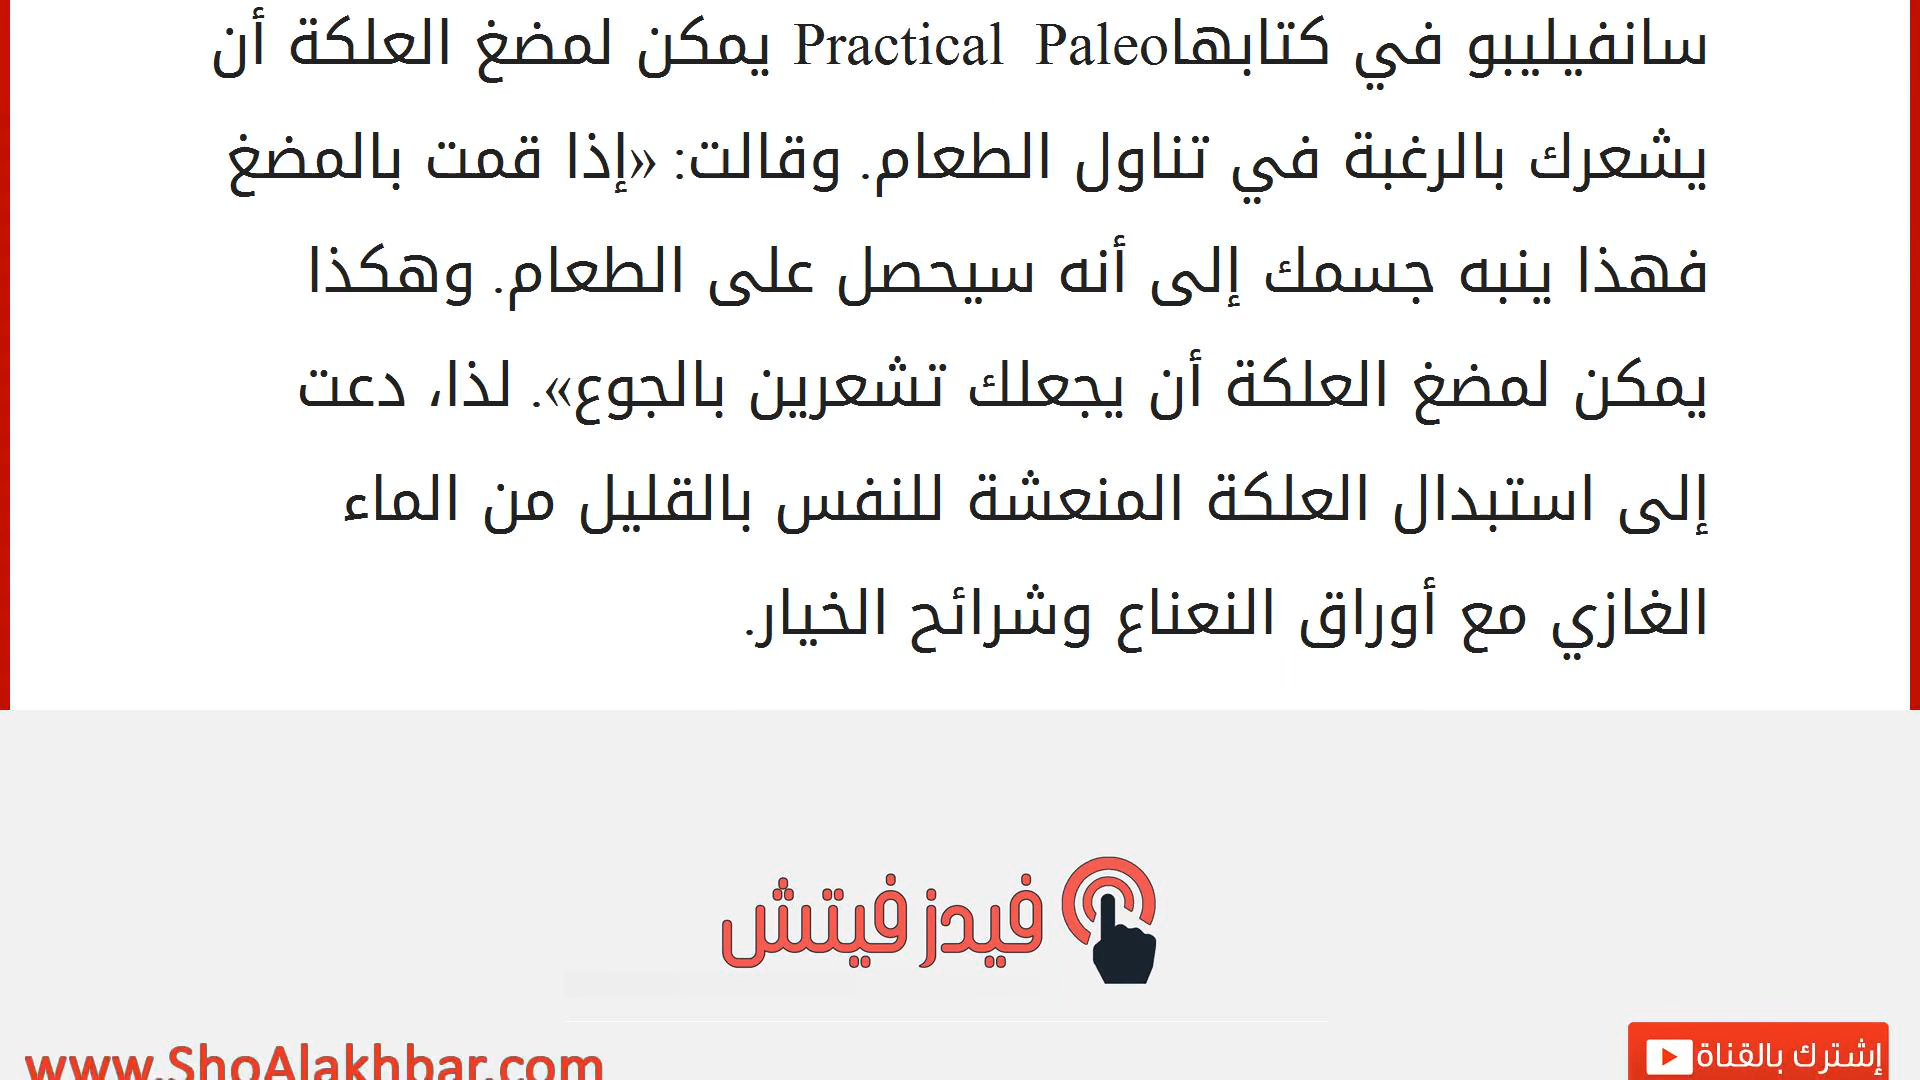 سانفيليبو في كتابهاPractical Paleo يمكن لمضغ العلكة أن
يشعرك بالرغبة في تناول الطعام. وقالت: «إذا قمت بالمضغ
فهذا ينبه جسمك إلى أنه سيحصل على الطعام. وهكذا
يمكن لمضغ العلكة أن يجعلك تشعرين بالجوع». لذا، دعت
إلى استبدال العلكة المنعشة للنفس بالقليل من الماء
الغازي مع أوراق النعناع وشرائح الخيار.
فيدز فيتش
www.ShoAlakhbar.com
إشترك بالقناة